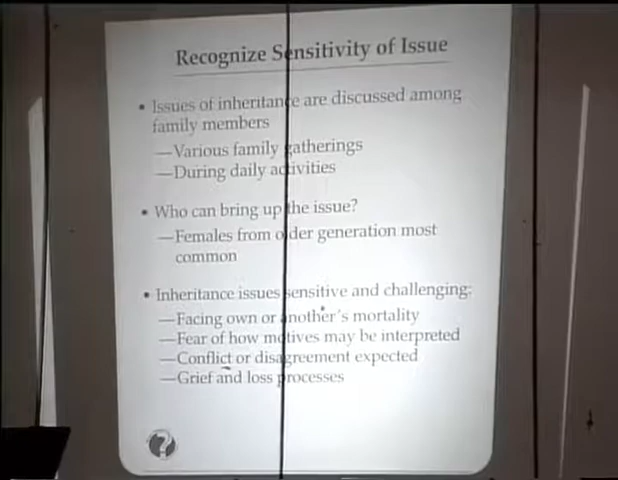 Recognize Sensitivity of Issue
• Issues of inheritance are discussed among
family members
—Various family gatherings
—During daily activities
• Who can bring up the issue?
—Females from older generation most
common
• Inheritance issues sensitive and challenging:
—Facing own or another's mortality
—Fear of how motives may be interpreted
—Conflict or disagreement expected
—Grief and loss processes
?